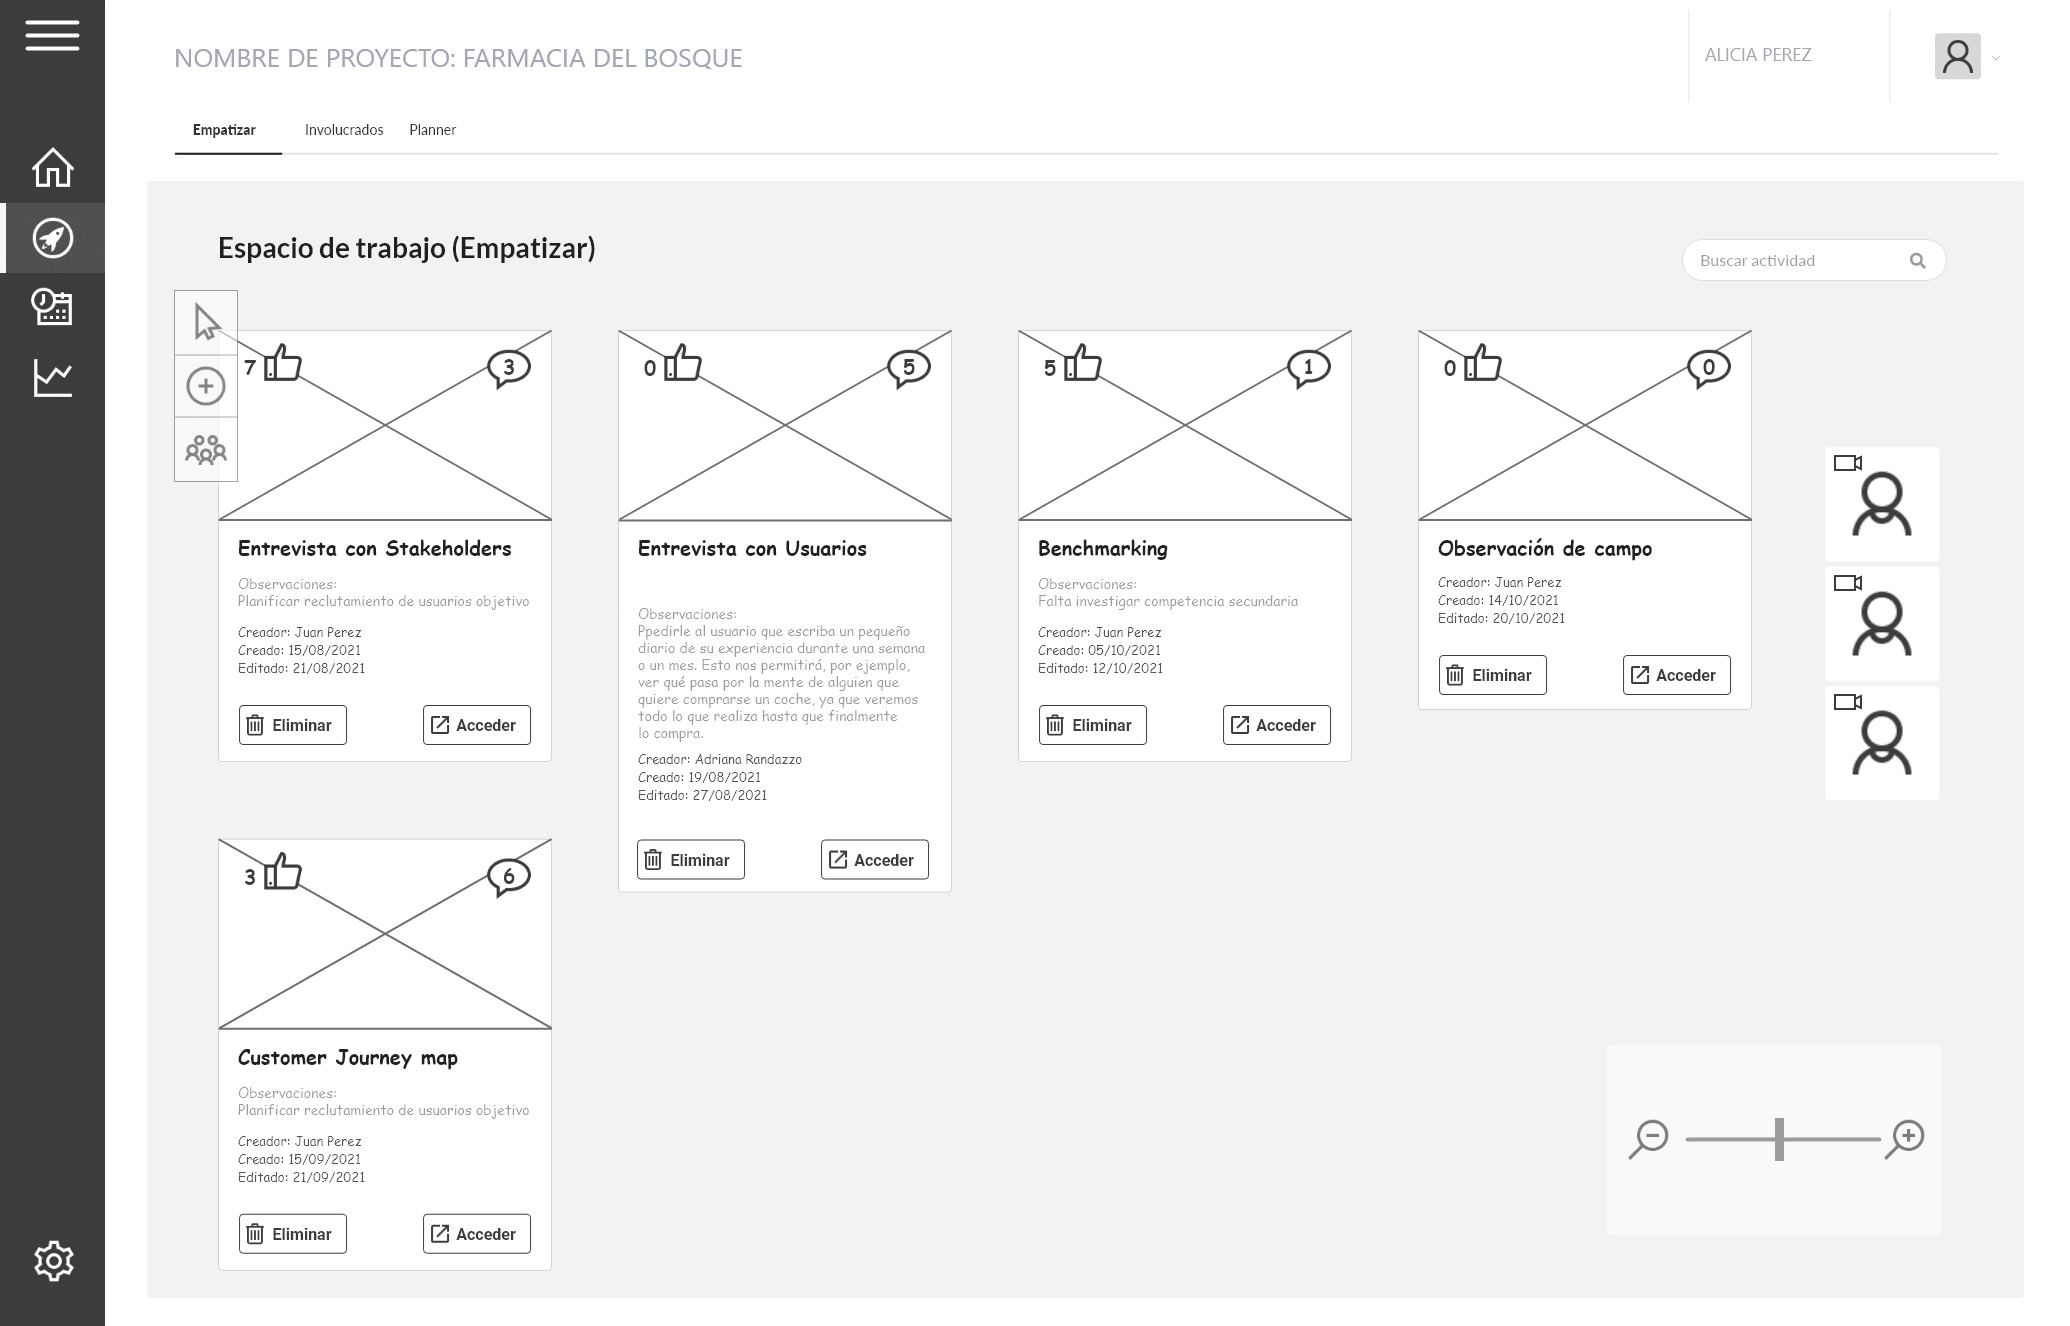 NOMBRE DE PROYECTO: FARMACIA DEL BOSQUE
ALICIA PEREZ
Empatizar
Involucrados
Planner
Espacio de trabajo (Empatizar)
Buscar actividad
7
3
Entrevista con Stakeholders
Observaciones:
Planificar reclutamiento de usuarios objetivo
Creador: Juan Perez
Creado: 15/08/2021
Editado: 21/08/2021
Eliminar
Acceder
0
5
Entrevista con Usuarios
Observaciones:
Ppedirle al usuario que escriba un pequeño
diario de su experiencia durante una semana
o un mes. Esto nos permitirá, por ejemplo,
ver qué pasa por la mente de alguien que
quiere comprarse un coche, ya que veremos
todo lo que realiza hasta que finalmente
lo compra.
Creador: Adriana Randazzo
Creado: 19/08/2021
Editado: 27/08/2021
Eliminar
Acceder
5
1
Benchmarking
Observaciones:
Falta investigar competencia secundaria
Creador: Juan Perez
Creado: 05/10/2021
Editado: 12/10/2021
Eliminar
Acceder
0
0
Observación de campo
Creador: Juan Perez
Creado: 14/10/2021
Editado: 20/10/2021
Eliminar
Acceder
3
6
Customer Journey map
Observaciones:
Planificar reclutamiento de usuarios objetivo
Creador: Juan Perez
Creado: 15/09/2021
Editado: 21/09/2021
Eliminar
Acceder